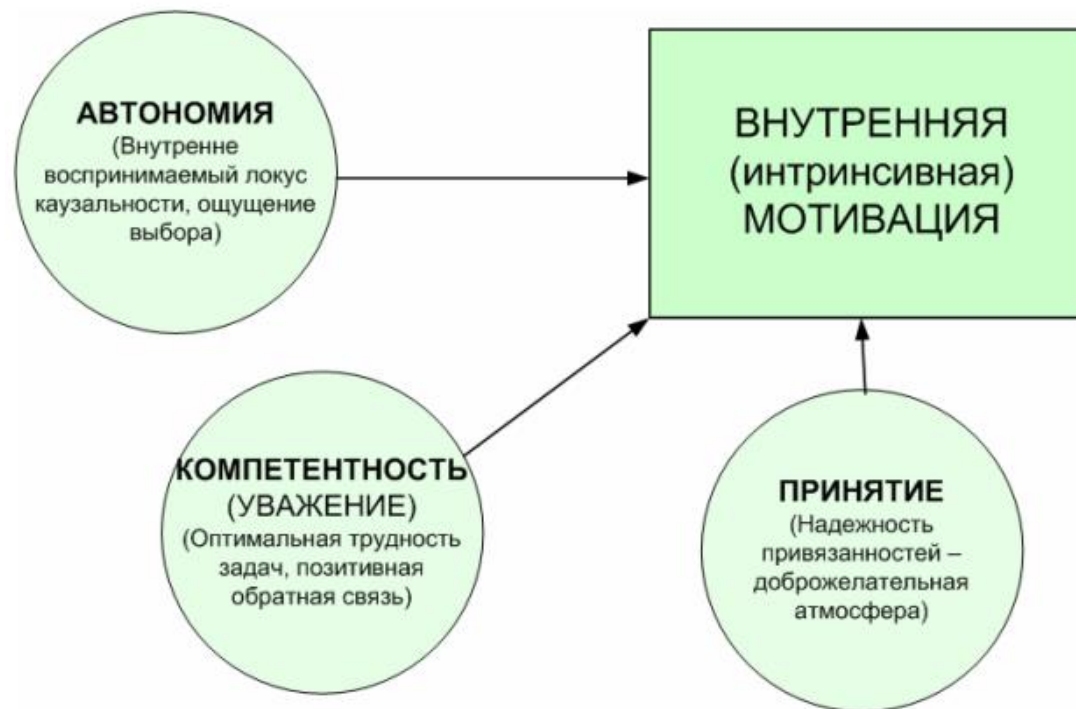 АВТОНОМИЯ
(Внутренне
воспринимаемый локус
каузальности, ощущение
выбора)
ВНУТРЕННЯЯ
(интринсивная)
МОТИВАЦИЯ
КОМПЕТЕНТНОСТЬ
(УВАЖЕНИЕ)
(Оптимальная трудность
задач, позитивная
обратная связь)
ПРИНЯТИЕ
(Надежность
привязанностей –
доброжелательная
атмосфера)